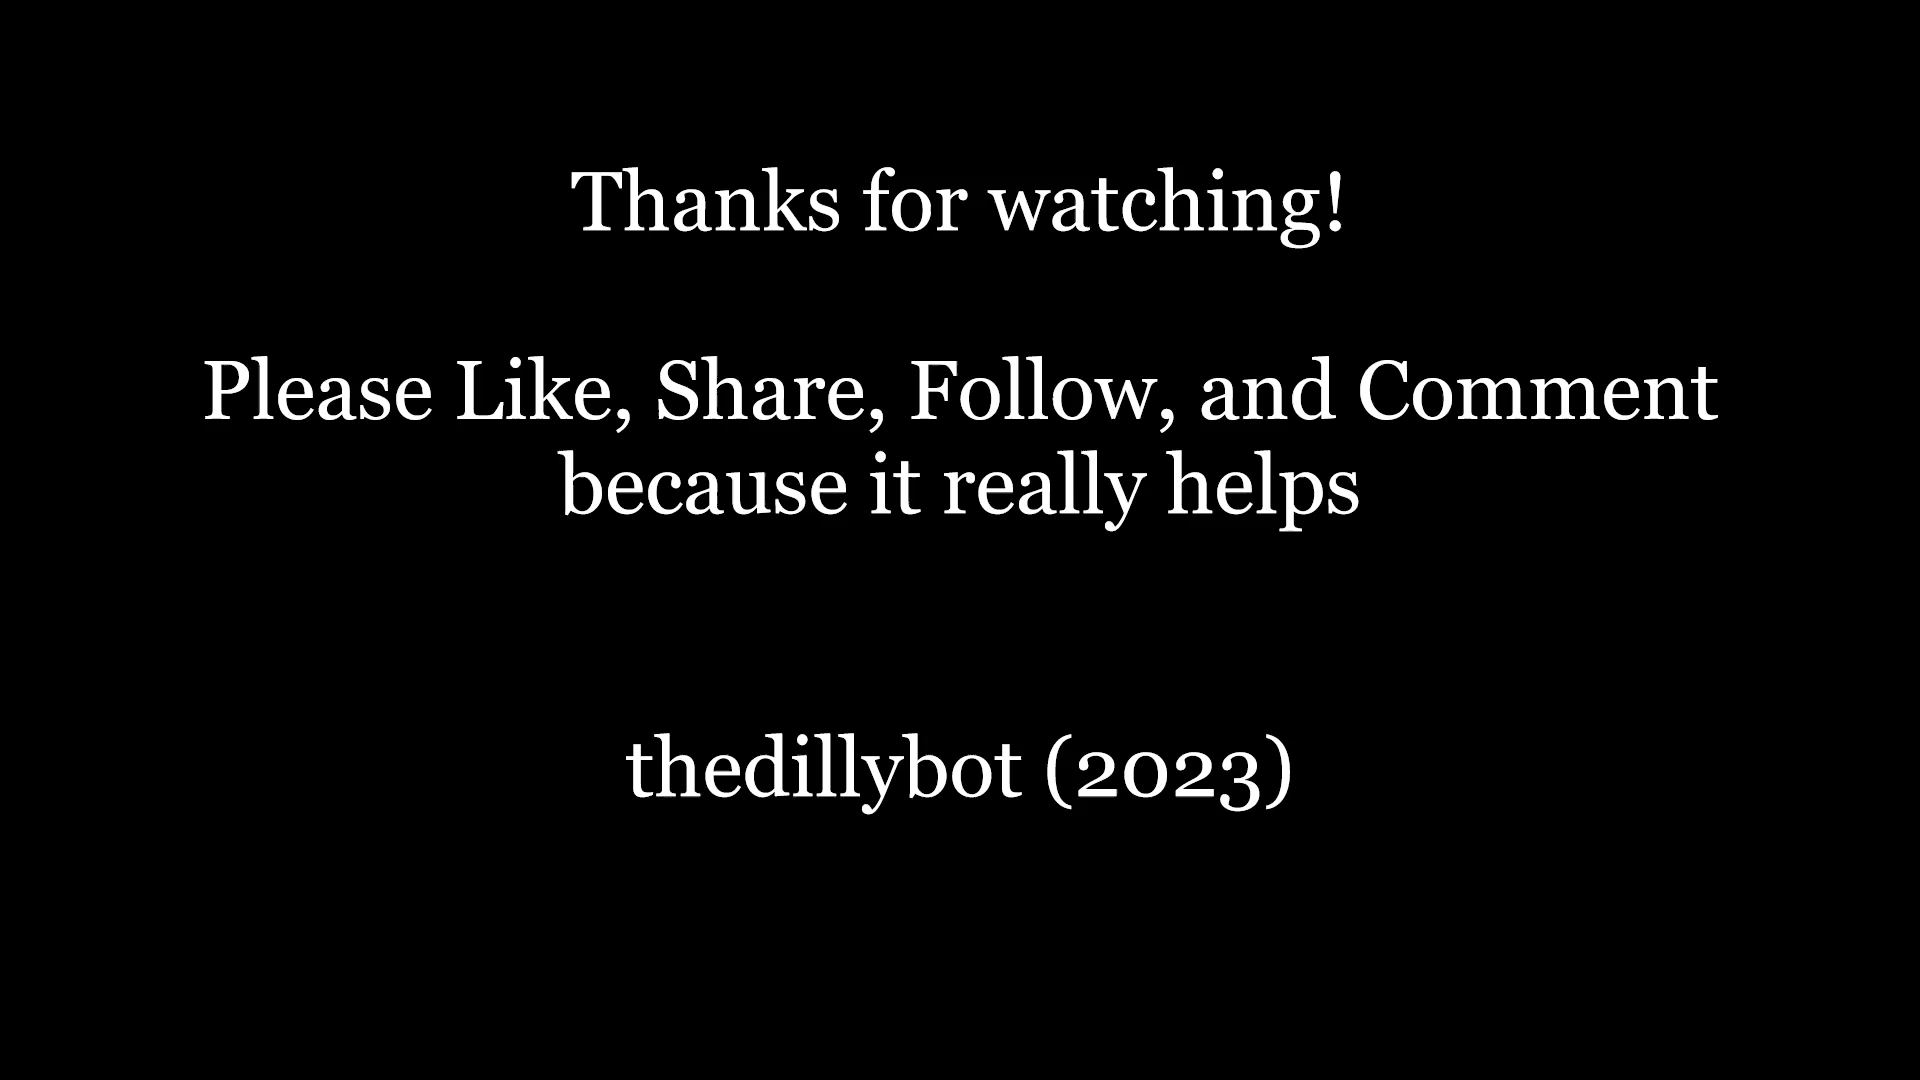 Thanks for watching!
Please Like, Share, Follow, and Comment
because it really helps
thedillybot (2023)